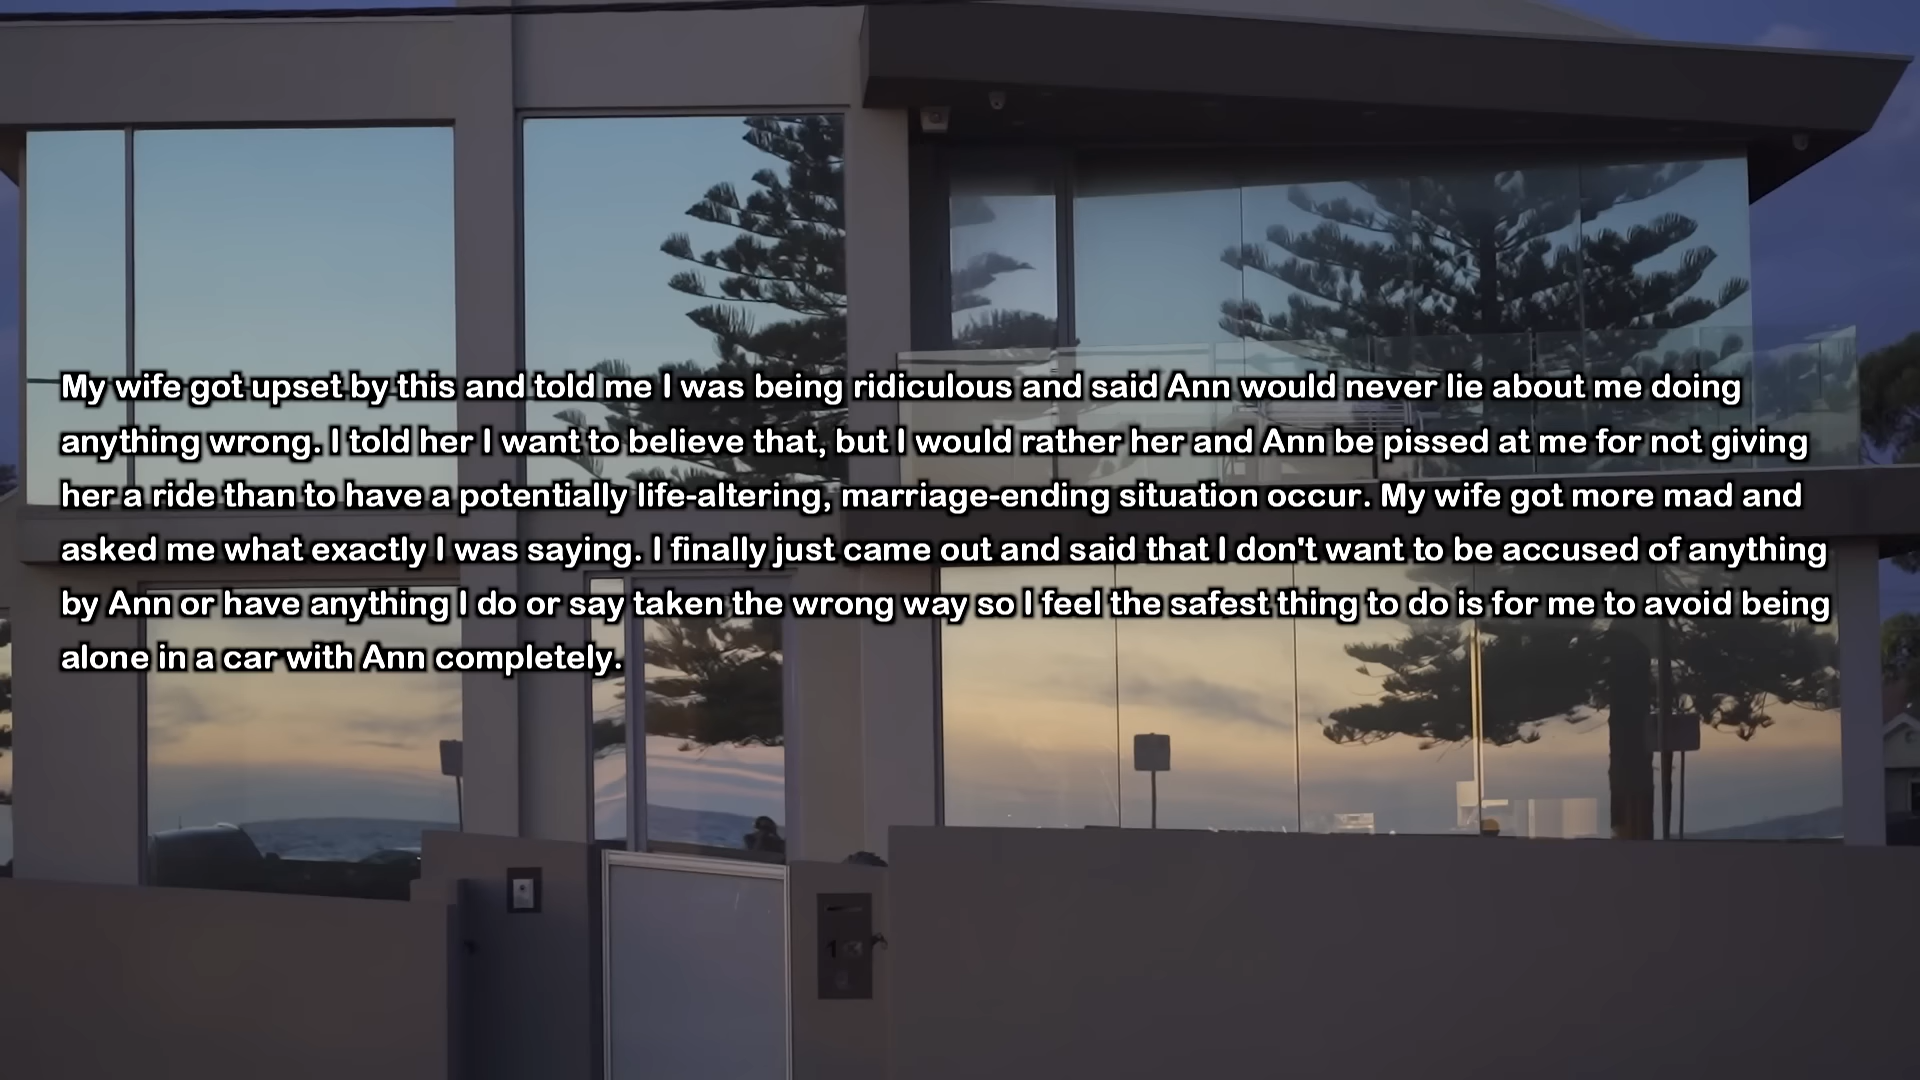 My wife got upset by this and told me I was being ridiculous and said Ann would never lie about me doing
anything wrong. I told her I want to believe that, but I would rather her and Ann be pissed at me for not giving
her a ride than to have a potentially life-altering, marriage-ending situation occur. My wife got more mad and
asked me what exactly I was saying. I finally just came out and said that I don't want to be accused of anything
by Ann or have anything I do or say taken the wrong way so I feel the safest thing to do is for me to avoid being
alone in a car with Ann completely.